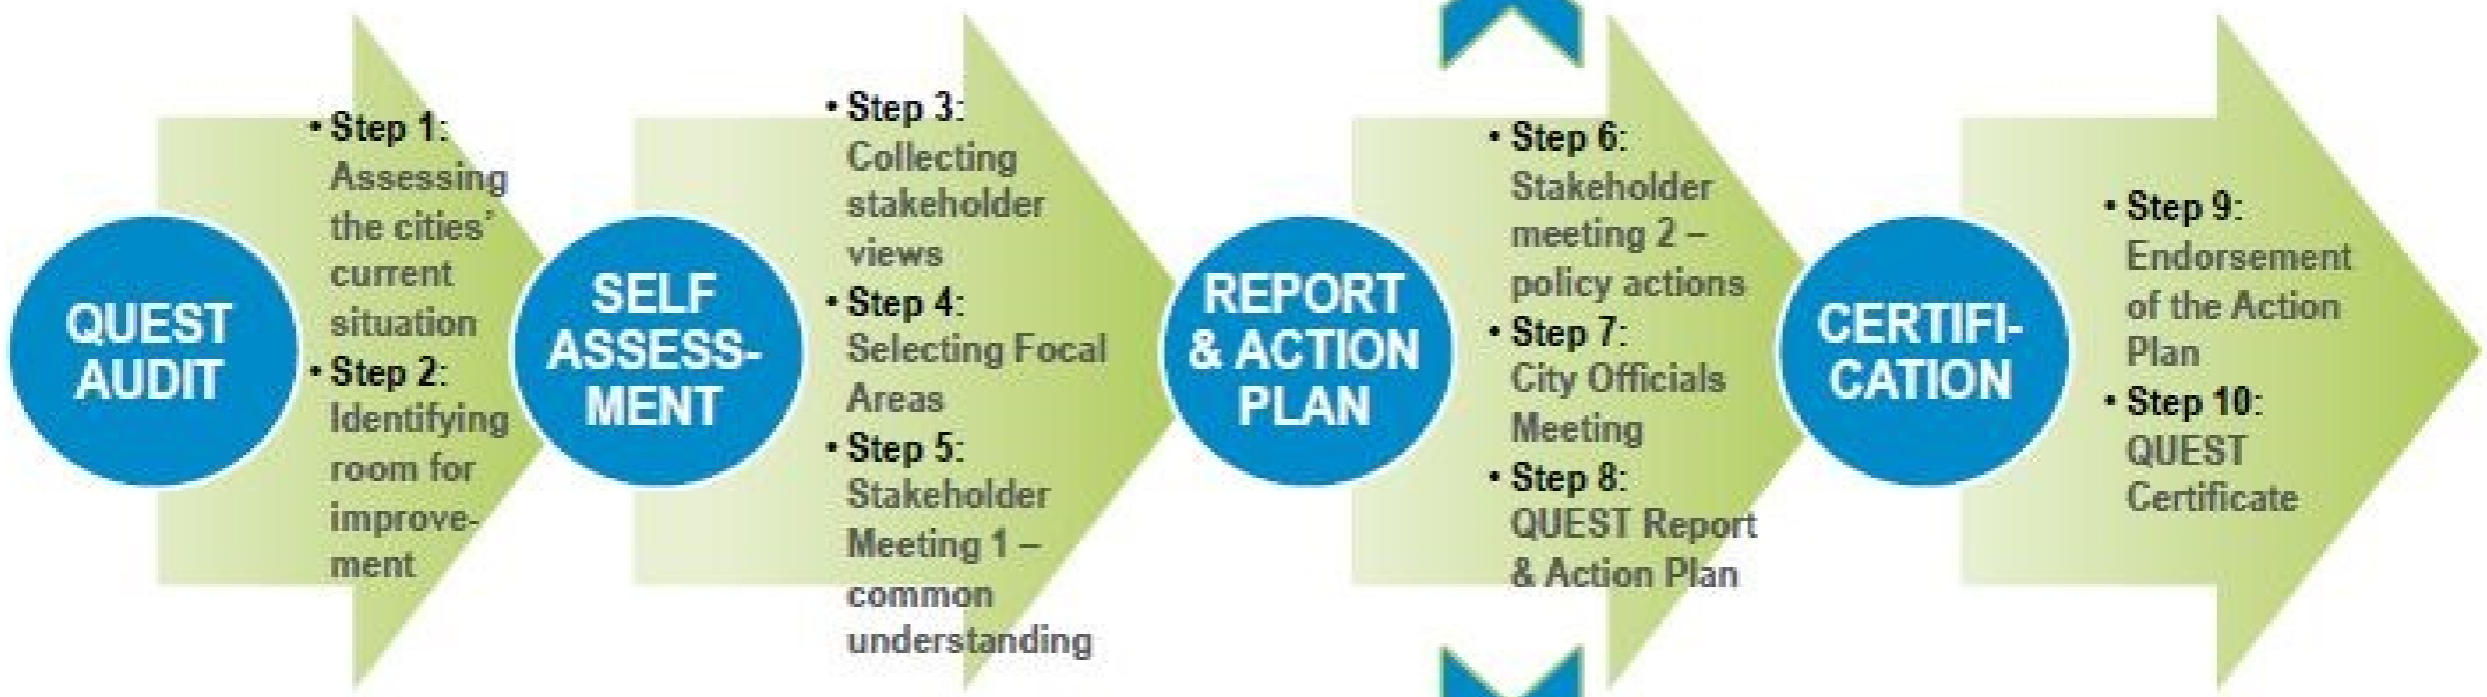 QUEST
AUDIT
• Step 1:
Assessing
the cities’
current
situation
• Step 2:
Identifying
room for
improve-
ment
SELF
ASSESS-
MENT
• Step 3:
Collecting
stakeholder
views
• Step 4:
Selecting Focal
Areas
• Step 5:
Stakeholder
Meeting 1 –
common
understanding
REPORT
& ACTION
PLAN
• Step 6:
Stakeholder
meeting 2 –
policy actions
• Step 7:
City Officials
Meeting
• Step 8:
QUEST Report
& Action Plan
CERTIFI-
CATION
• Step 9:
Endorsement
of the Action
Plan
• Step 10:
QUEST
Certificate